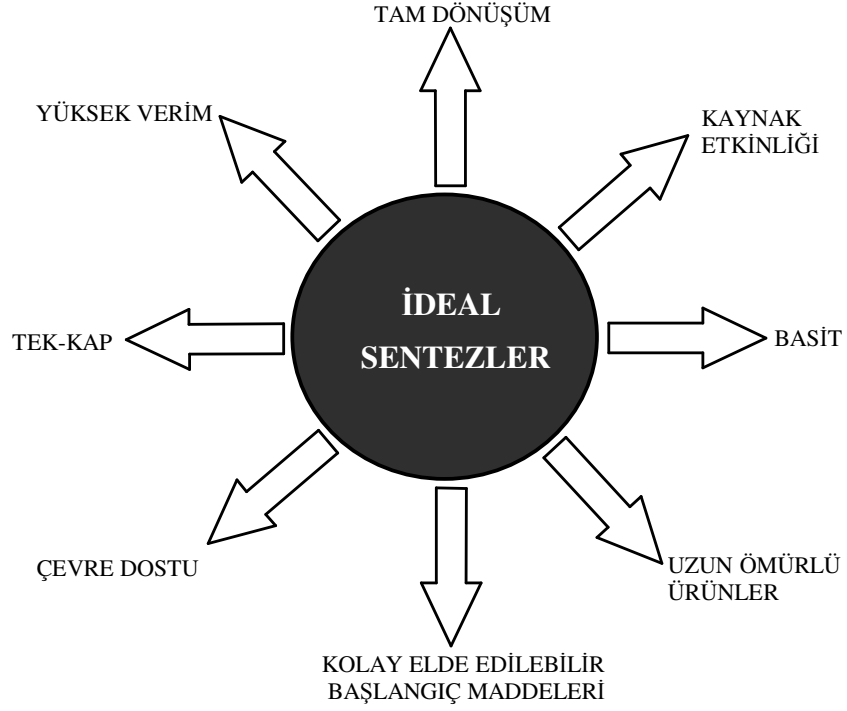 TAM DÖNÜŞÜM
YÜKSEK VERİM
KAYNAK
ETKİNLİĞİ
İDEAL
SENTEZLER
TEK-KAP
BASİT
ÇEVRE DOSTU
UZUN ÖMÜRLÜ
ÜRÜNLER
KOLAY ELDE EDİLEBİLİR
BAŞLANGIÇ MADDELERİ